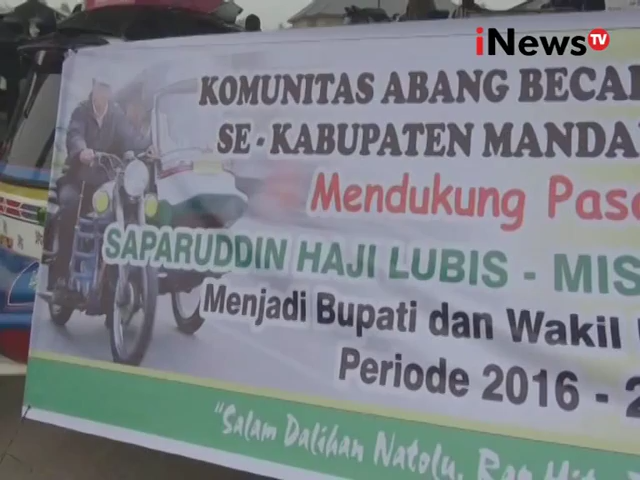 iNews TV
KOMUNITAS ABANG BECA
SE - KABUPATEN MANDA
Mendukung Pas
SAPARUDDIN HAJI LUBIS - MIS
Menjadi Bupati dan Wakil
Periode 2016 - 2
"Salam Dalihan Natolu,